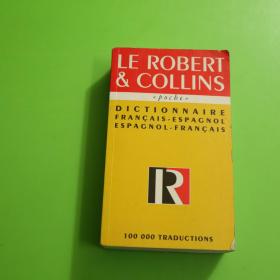 LE ROBERT
& COLLINS
«poche»
DICTIONNAIRE
FRANÇAIS-ESPAGNOL
ESPAGNOL-FRANÇAIS
R
100 000 TRADUCTIONS